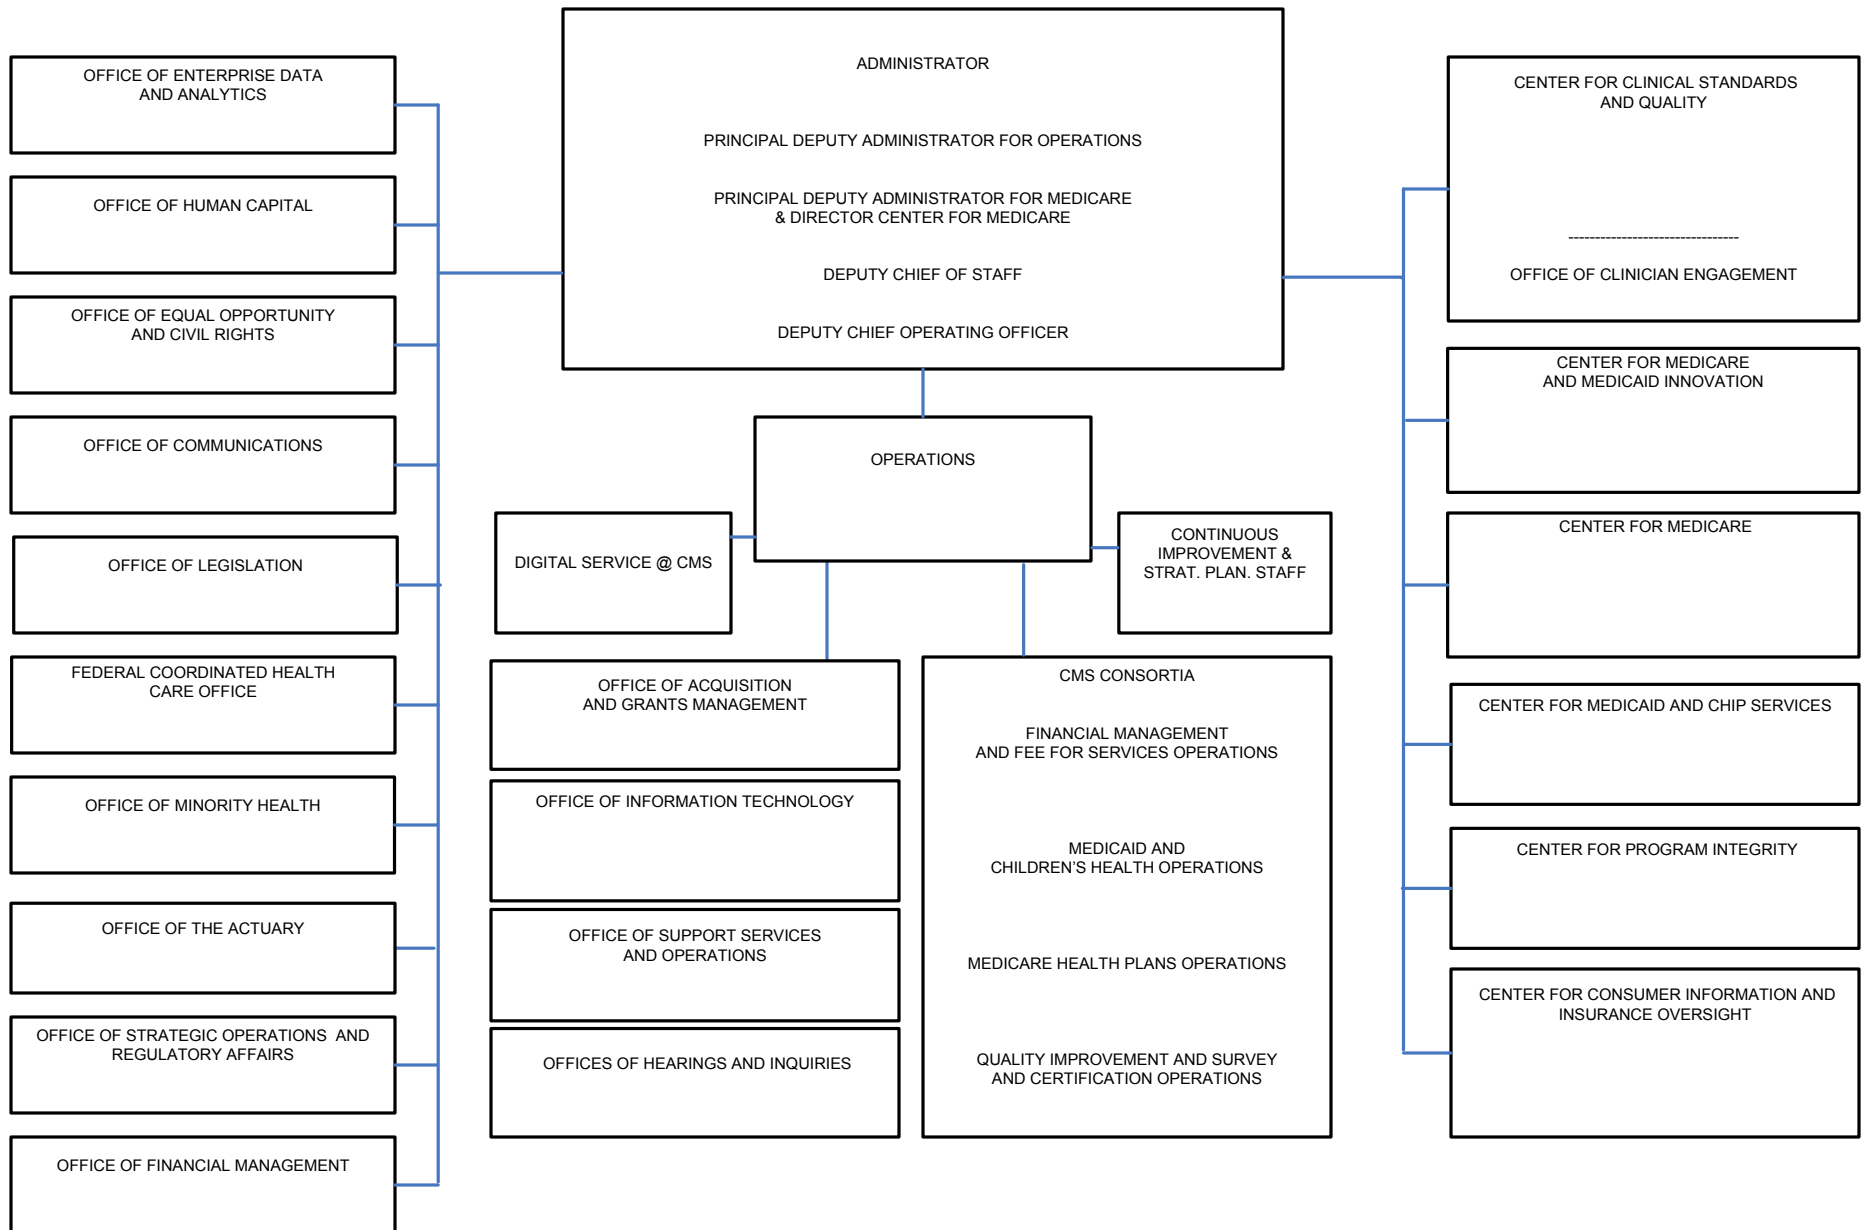 ADMINISTRATOR
PRINCIPAL DEPUTY ADMINISTRATOR FOR OPERATIONS
PRINCIPAL DEPUTY ADMINISTRATOR FOR MEDICARE
& DIRECTOR CENTER FOR MEDICARE
DEPUTY CHIEF OF STAFF
DEPUTY CHIEF OPERATING OFFICER
OFFICE OF ENTERPRISE DATA
AND ANALYTICS
OFFICE OF HUMAN CAPITAL
OFFICE OF EQUAL OPPORTUNITY
AND CIVIL RIGHTS
OFFICE OF COMMUNICATIONS
OFFICE OF LEGISLATION
FEDERAL COORDINATED HEALTH
CARE OFFICE
OFFICE OF MINORITY HEALTH
OFFICE OF THE ACTUARY
OFFICE OF STRATEGIC OPERATIONS  AND
REGULATORY AFFAIRS
OFFICE OF FINANCIAL MANAGEMENT
OPERATIONS
DIGITAL SERVICE @ CMS
CONTINUOUS
IMPROVEMENT &
STRAT. PLAN. STAFF
OFFICE OF ACQUISITION
AND GRANTS MANAGEMENT
OFFICE OF INFORMATION TECHNOLOGY
OFFICE OF SUPPORT SERVICES
AND OPERATIONS
OFFICES OF HEARINGS AND INQUIRIES
CMS CONSORTIA
FINANCIAL MANAGEMENT
AND FEE FOR SERVICES OPERATIONS
MEDICAID AND
CHILDREN’S HEALTH OPERATIONS
MEDICARE HEALTH PLANS OPERATIONS
QUALITY IMPROVEMENT AND SURVEY
AND CERTIFICATION OPERATIONS
CENTER FOR CLINICAL STANDARDS
AND QUALITY
--------------------------------
OFFICE OF CLINICIAN ENGAGEMENT
CENTER FOR MEDICARE
AND MEDICAID INNOVATION
CENTER FOR MEDICARE
CENTER FOR MEDICAID AND CHIP SERVICES
CENTER FOR PROGRAM INTEGRITY
CENTER FOR CONSUMER INFORMATION AND
INSURANCE OVERSIGHT